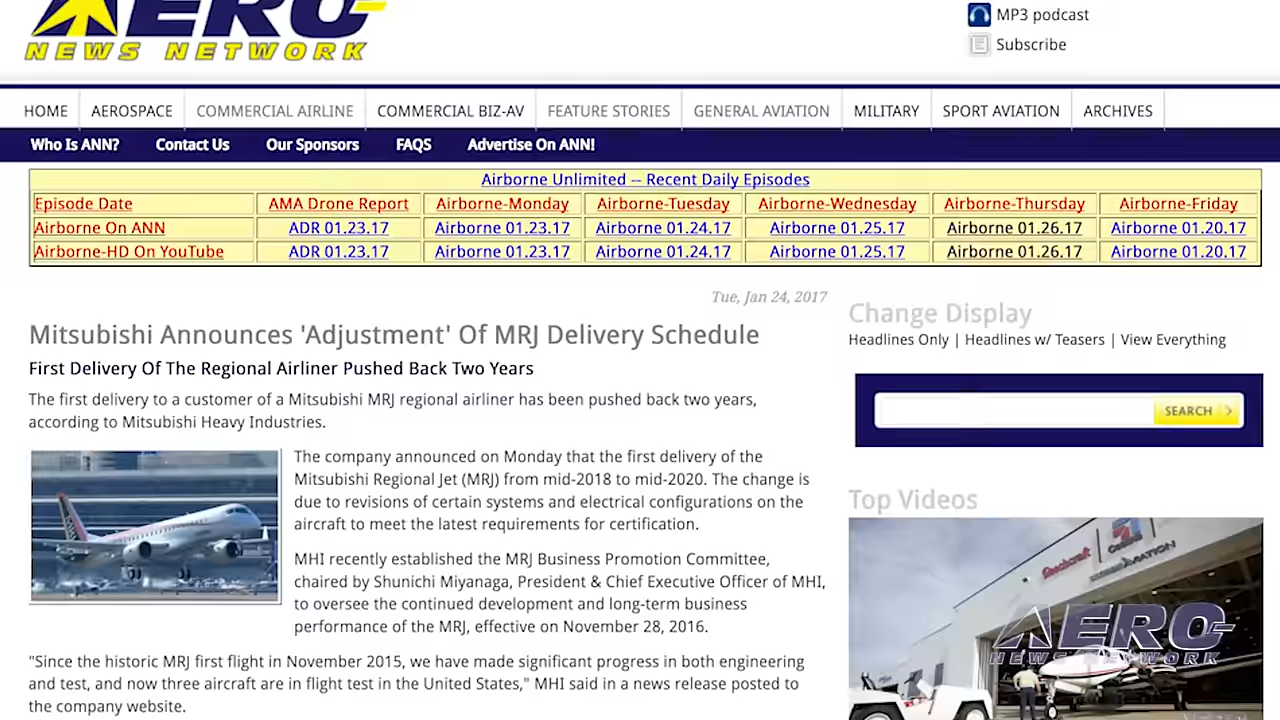 AERO-
NEWS NETWORK
MP3 podcast
Subscribe
HOME AEROSPACE COMMERCIAL AIRLINE COMMERCIAL BIZ-AV FEATURE STORIES GENERAL AVIATION MILITARY SPORT AVIATION ARCHIVES
Who Is ANN? Contact Us Our Sponsors FAQS Advertise On ANN!
Airborne Unlimited -- Recent Daily Episodes
Episode Date AMA Drone Report Airborne-Monday Airborne-Tuesday Airborne-Wednesday Airborne-Thursday Airborne-Friday
Airborne On ANN ADR 01.23.17 Airborne 01.23.17 Airborne 01.24.17 Airborne 01.25.17 Airborne 01.26.17 Airborne 01.20.17
Airborne-HD On YouTube ADR 01.23.17 Airborne 01.23.17 Airborne 01.24.17 Airborne 01.25.17 Airborne 01.26.17 Airborne 01.20.17
Tue, Jan 24, 2017
Mitsubishi Announces 'Adjustment' Of MRJ Delivery Schedule
First Delivery Of The Regional Airliner Pushed Back Two Years
The first delivery to a customer of a Mitsubishi MRJ regional airliner has been pushed back two years,
according to Mitsubishi Heavy Industries.
The company announced on Monday that the first delivery of the
Mitsubishi Regional Jet (MRJ) from mid-2018 to mid-2020. The change is
due to revisions of certain systems and electrical configurations on the
aircraft to meet the latest requirements for certification.
MHI recently established the MRJ Business Promotion Committee,
chaired by Shunichi Miyanaga, President & Chief Executive Officer of MHI,
to oversee the continued development and long-term business
performance of the MRJ, effective on November 28, 2016.
"Since the historic MRJ first flight in November 2015, we have made significant progress in both engineering
and test, and now three aircraft are in flight test in the United States," MHI said in a news release posted to
the company website.
Change Display
Headlines Only | Headlines w/ Teasers | View Everything
SEARCH
Top Videos
Beechcraft
AERO-
NEWS NETWORK